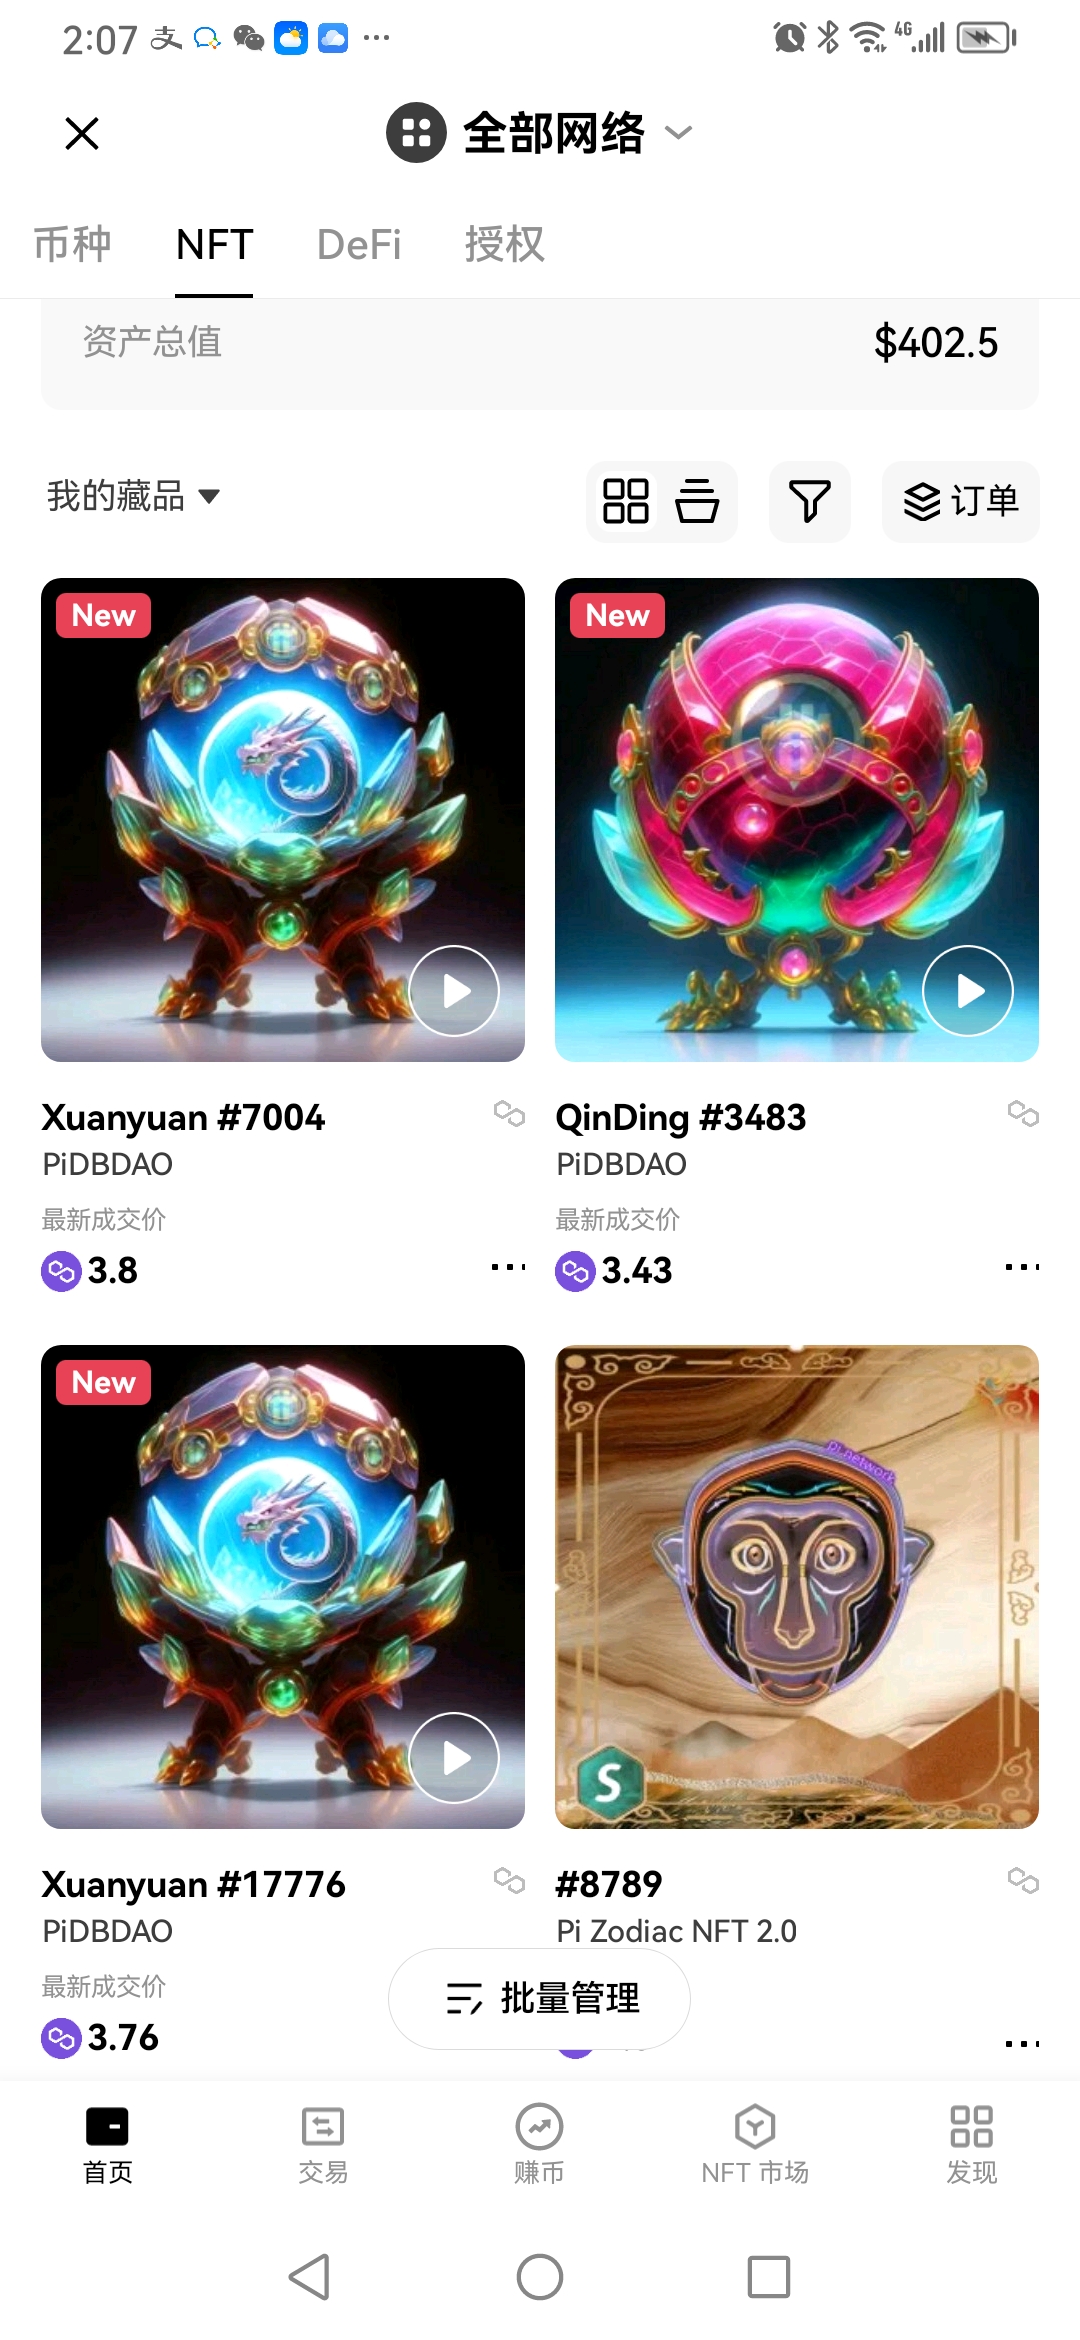 2:07 支 4G
全部网络
币种 NFT DeFi 授权
资产总值 $402.5
我的藏品 订单
New New
Xuanyuan #7004 QinDing #3483
PiDBDAO PiDBDAO
最新成交价 最新成交价
3.8 3.43
New
pi network
S
Xuanyuan #17776 #8789
PiDBDAO Pi Zodiac NFT 2.0
最新成交价
批量管理
3.76
首页 交易 赚币 NFT 市场 发现